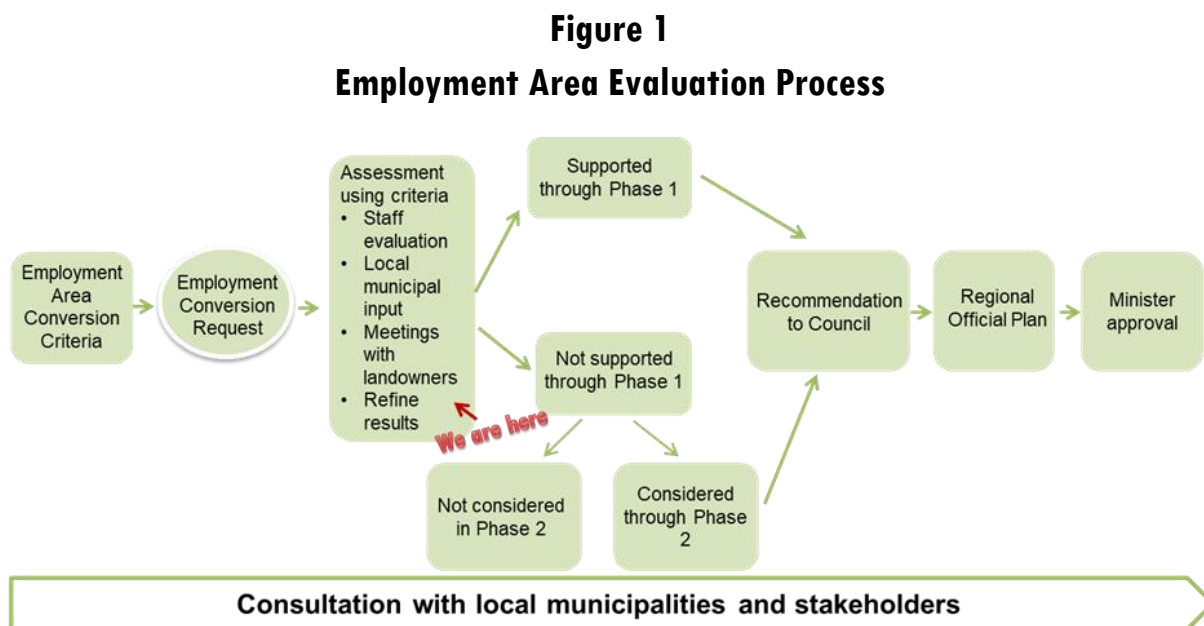 Figure 1
Employment Area Evaluation Process
Employment
Area
Conversion
Criteria
Employment
Conversion
Request
Assessment
using criteria
• Staff
evaluation
• Local
municipal
input
• Meetings
with
landowners
• Refine
results
We are here
Supported
through Phase 1
Not supported
through Phase 1
Not considered
in Phase 2
Considered
through Phase
2
Recommendation
to Council
Regional
Official Plan
Minister
approval
Consultation with local municipalities and stakeholders